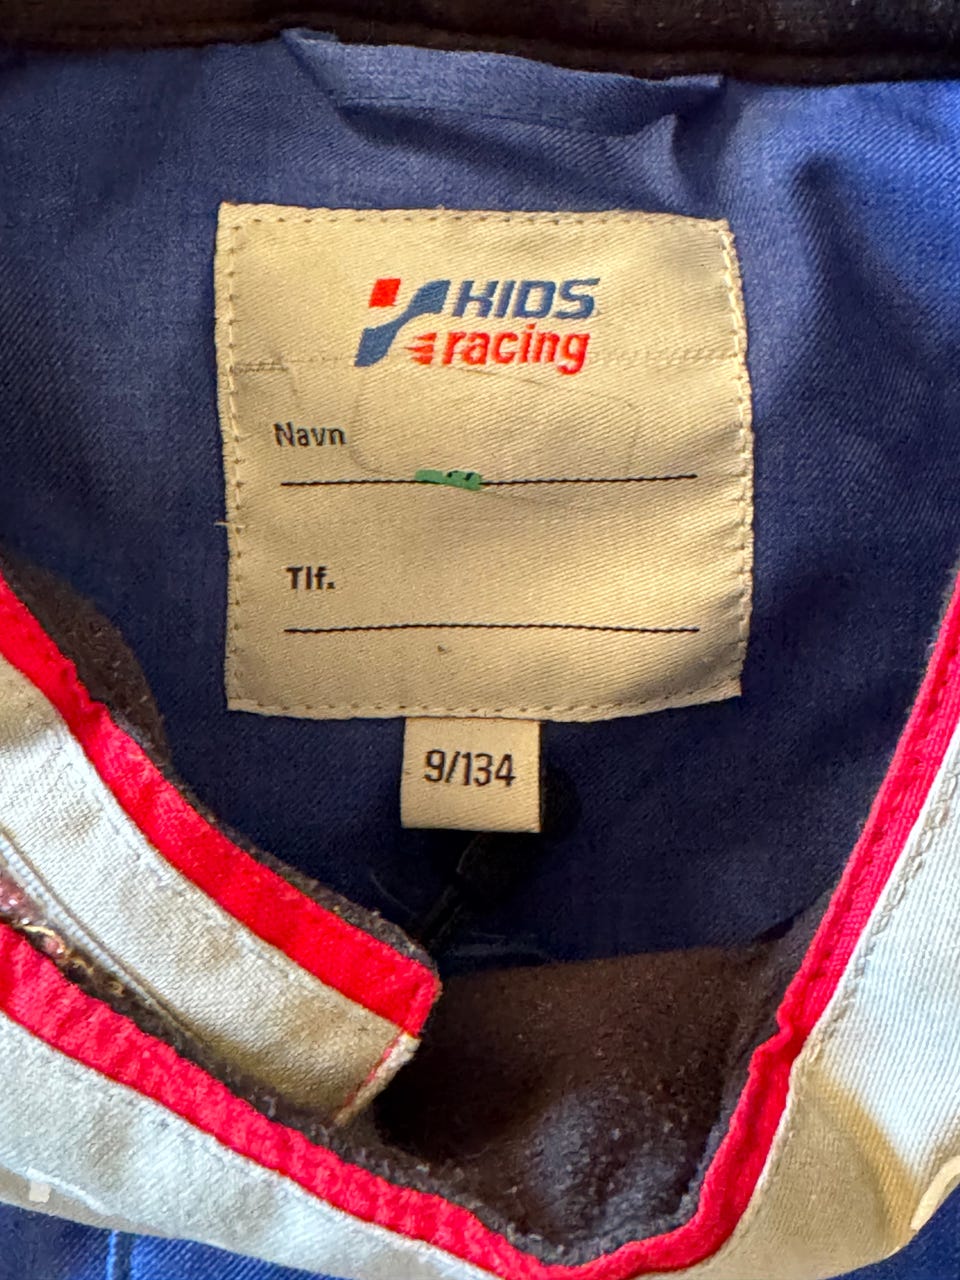 KIDS
racing
Navn
Tlf.
9/134